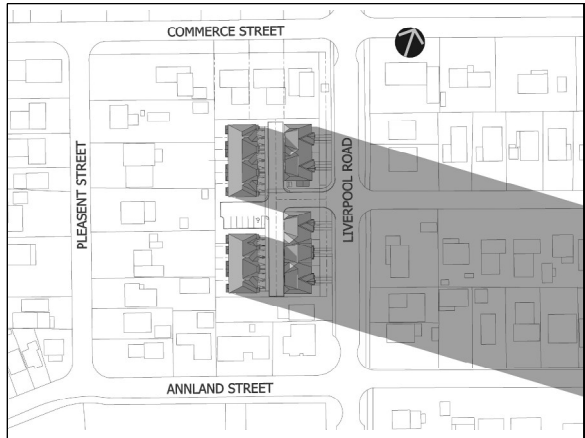 COMMERCE STREET
PLEASENT STREET
LIVERPOOL ROAD
ANNLAND STREET